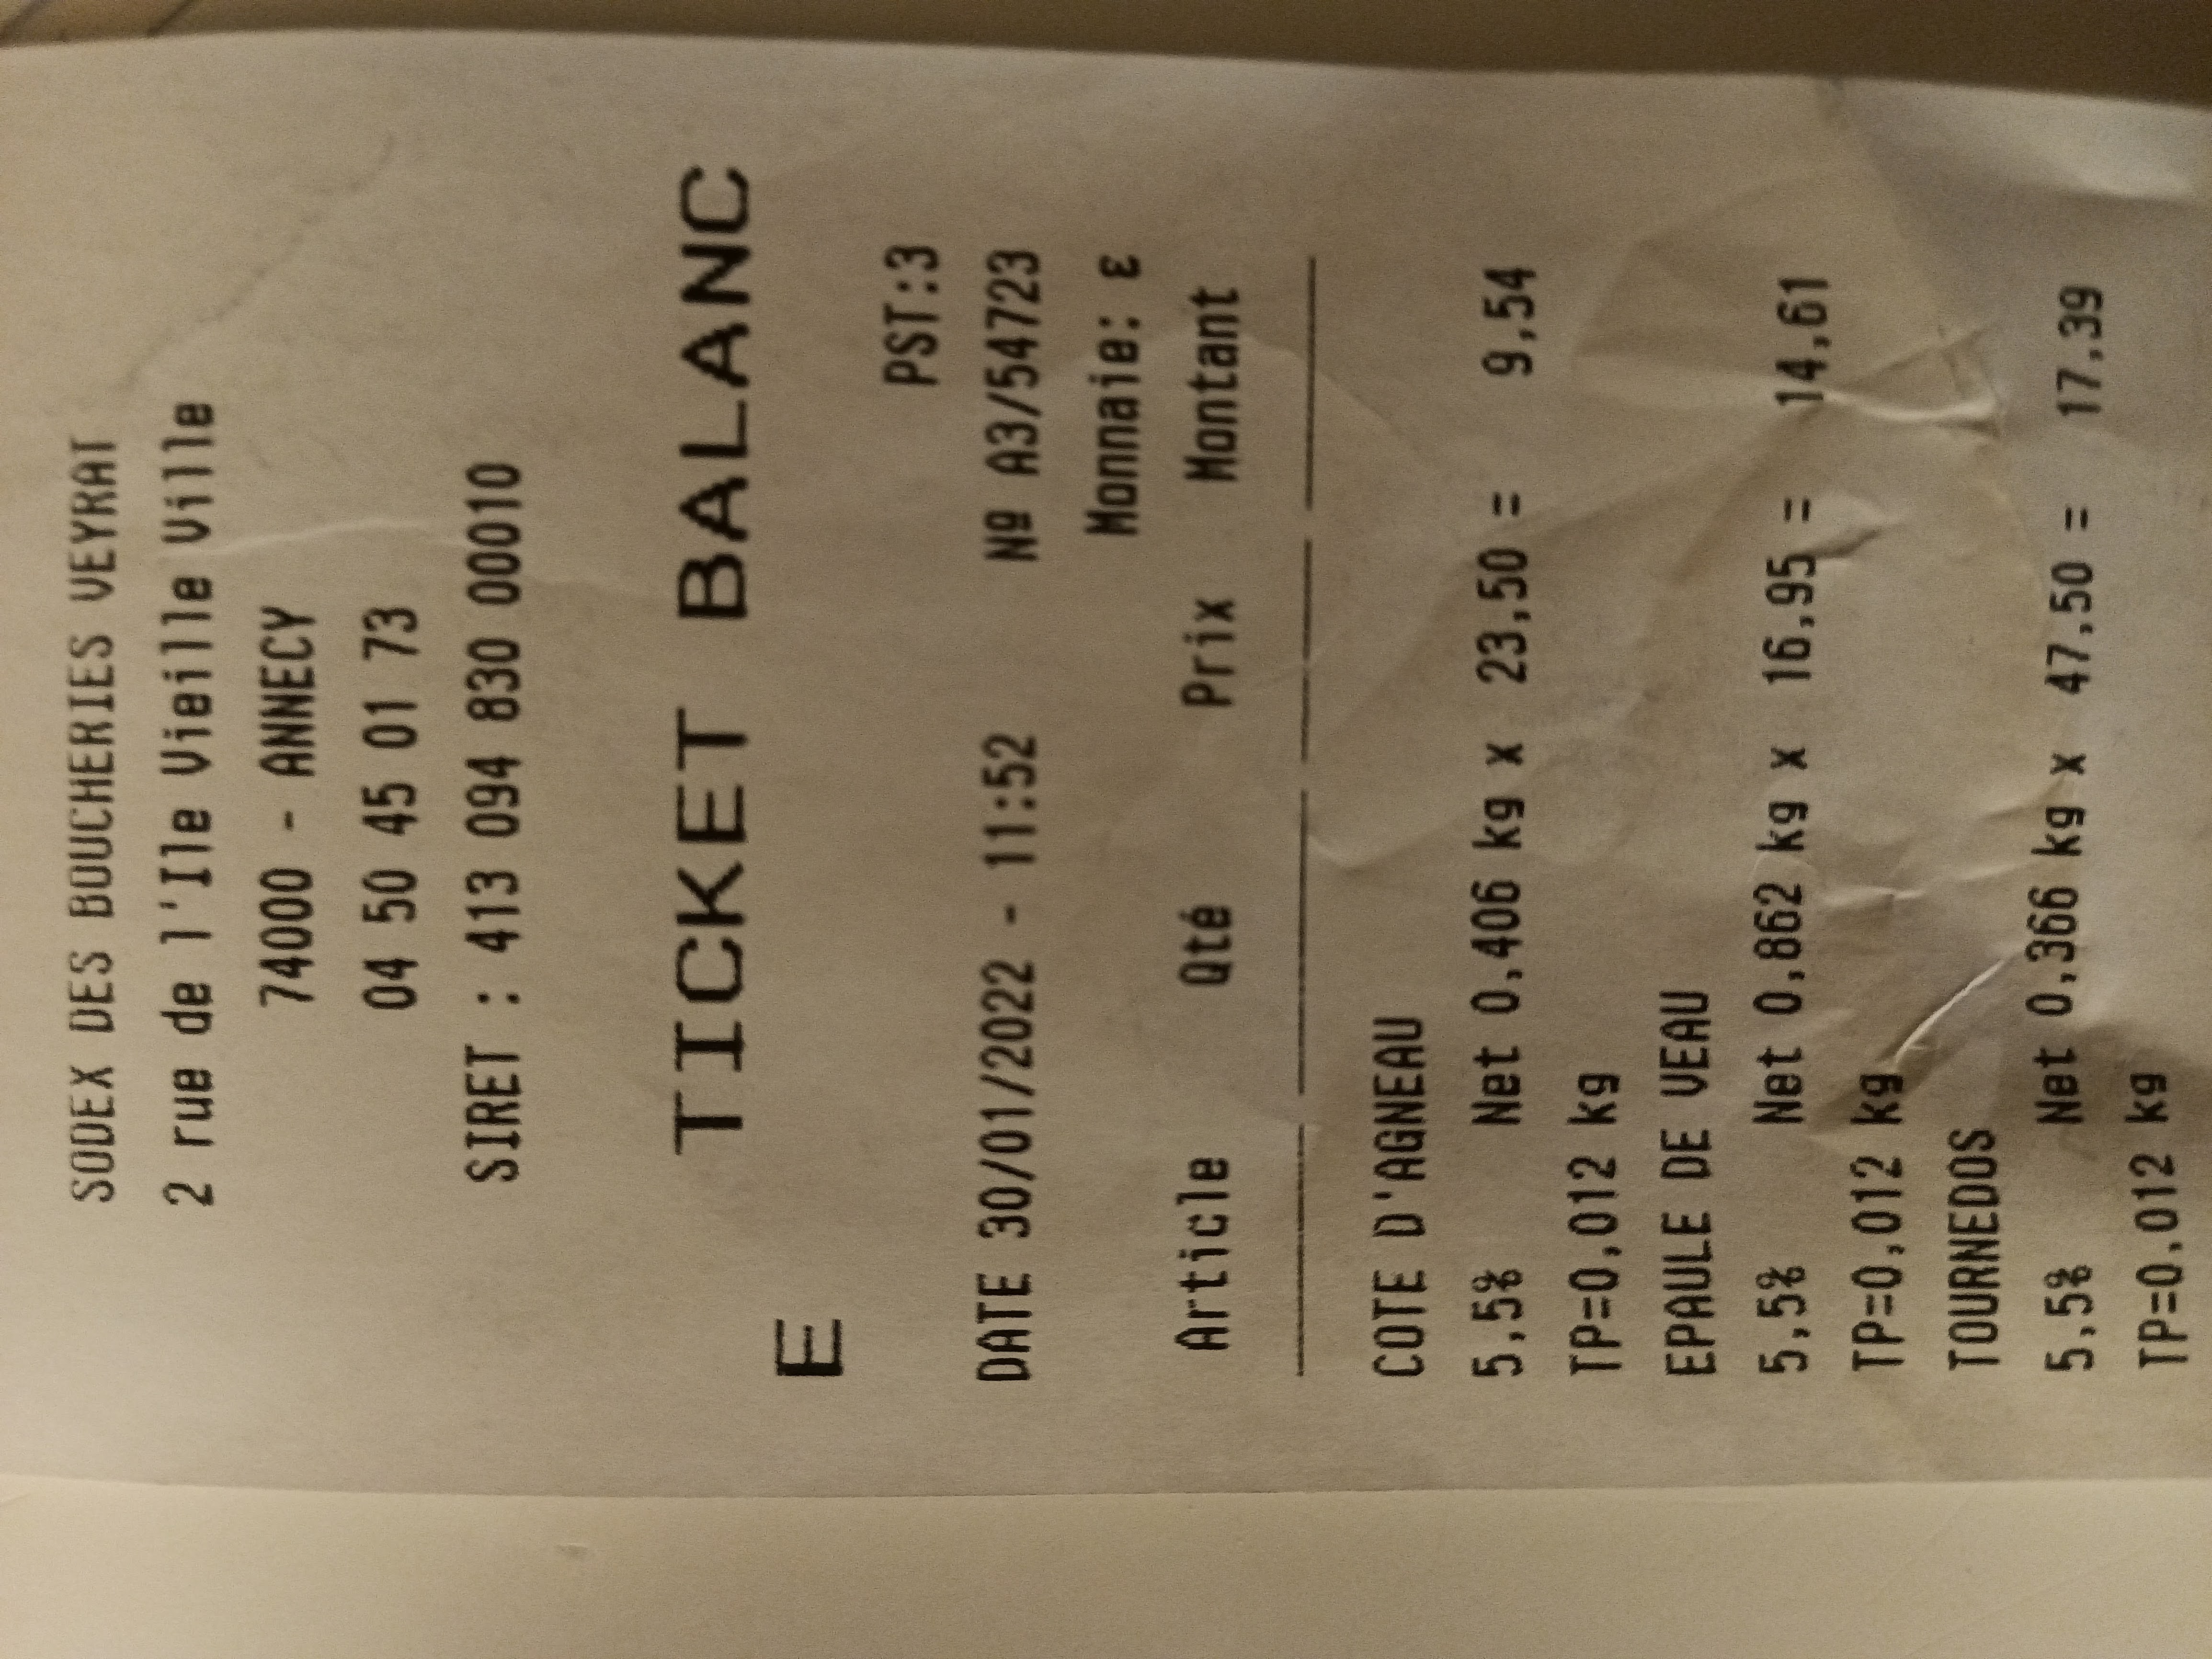 SODEX DES BOUCHERIES VEYRAT
2 rue de l'Ile Vieille Ville
74000 - ANNECY
04 50 45 01 73
SIRET : 413 094 830 00010
TICKET BALANC
E
PST:3
DATE 30/01/2022 - 11:52 Nº A3/54723
Monnaie: €
Article Qté Prix Montant
COTE D'AGNEAU
5,5% Net 0,406 kg x 23,50 = 9,54
TP=0,012 kg
EPAULE DE VEAU
5,5% Net 0,862 kg x 16,95 = 14,61
TP=0,012 kg
TOURNEDOS
5,5% Net 0,366 kg x 47,50 = 17,39
TP=0,012 kg